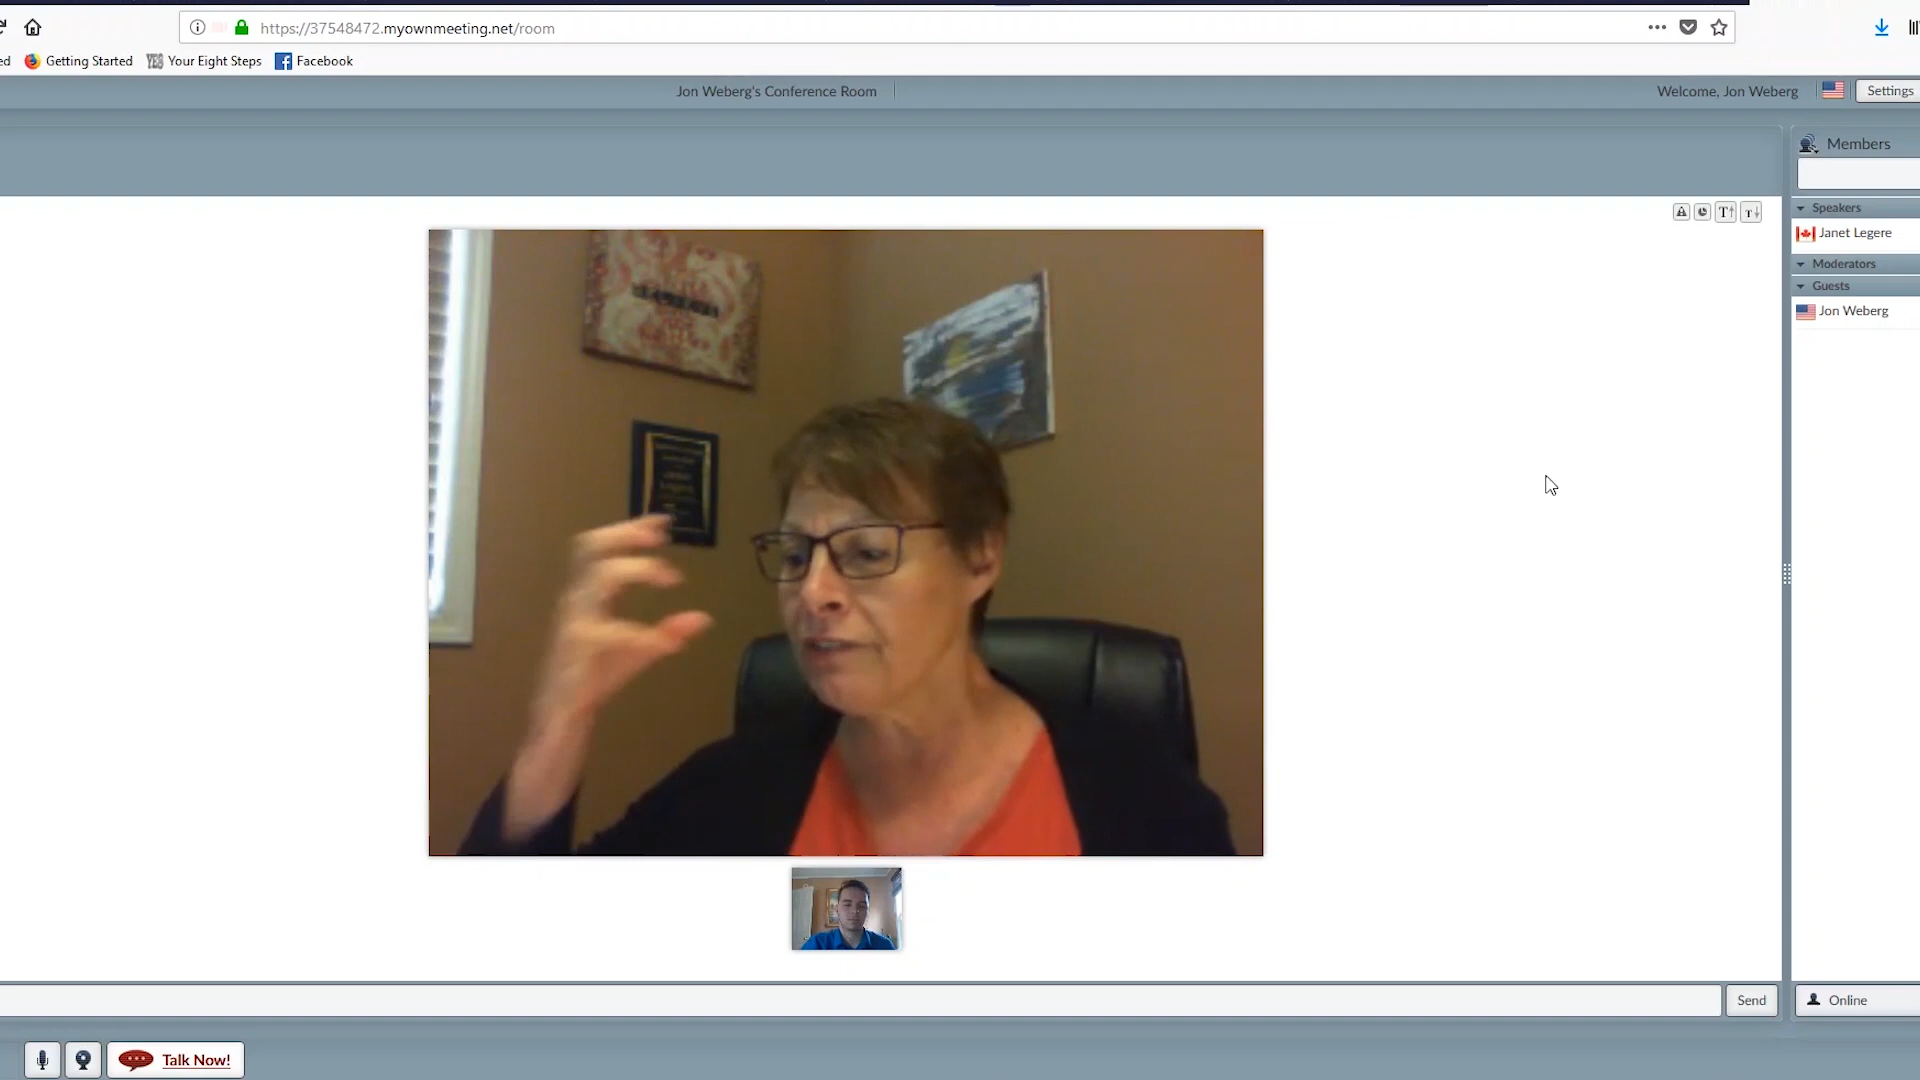 https://37548472.myownmeeting.net/room
Getting Started
YES Your Eight Steps
Facebook
Jon Weberg's Conference Room
Welcome, Jon Weberg
Settings
Members
Speakers
Janet Legere
Moderators
Guests
Jon Weberg
Send
Online
Talk Now!